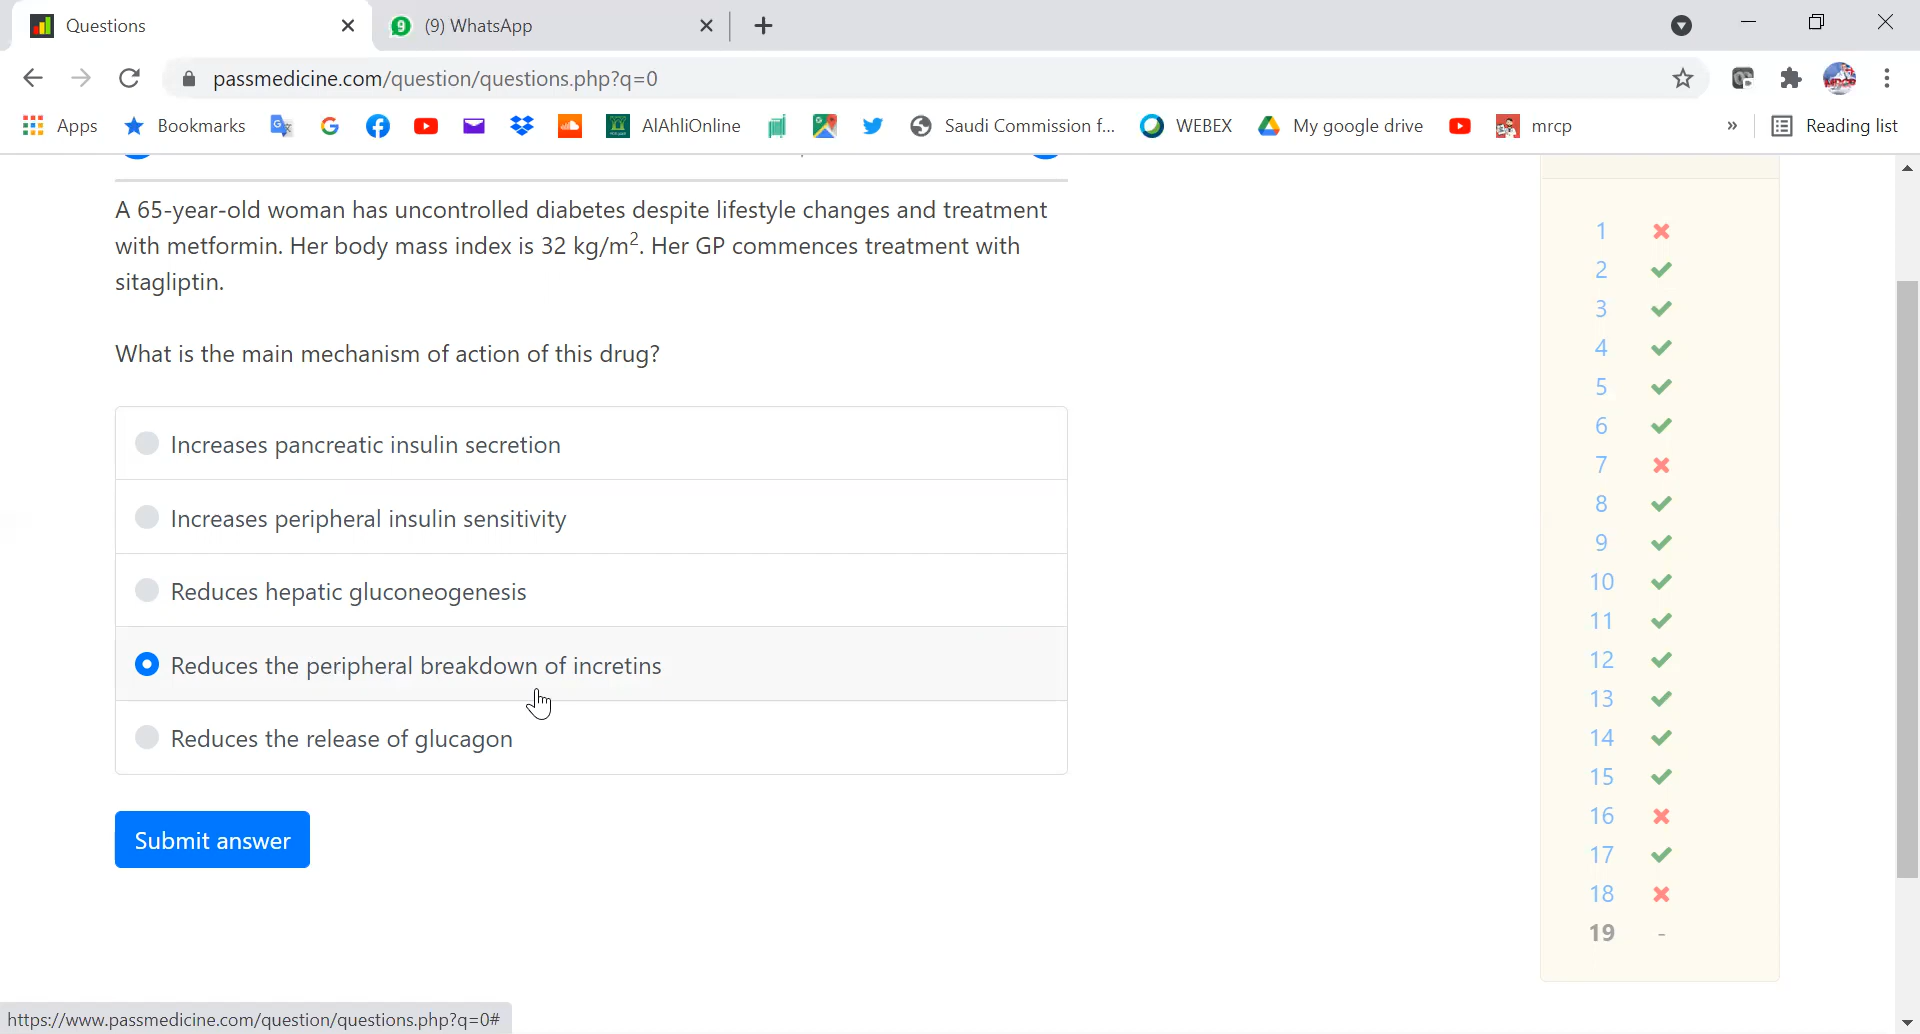 Questions
9 (9) WhatsApp
passmedicine.com/question/questions.php?q=0
Apps Bookmarks AlAhliOnline Saudi Commission f... WEBEX My google drive mrcp » Reading list
A 65-year-old woman has uncontrolled diabetes despite lifestyle changes and treatment
with metformin. Her body mass index is 32 kg/m². Her GP commences treatment with
sitagliptin.
What is the main mechanism of action of this drug?
Increases pancreatic insulin secretion
Increases peripheral insulin sensitivity
Reduces hepatic gluconeogenesis
Reduces the peripheral breakdown of incretins
Reduces the release of glucagon
Submit answer
1
2
3
4
5
6
7
8
9
10
11
12
13
14
15
16
17
18
19 -
https://www.passmedicine.com/question/questions.php?q=0#